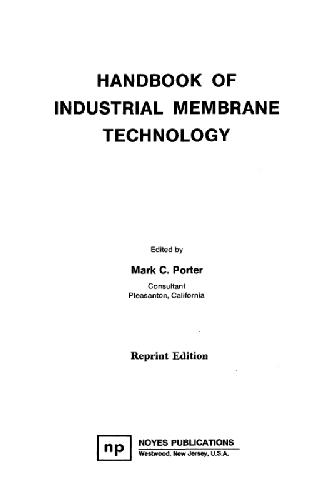 HANDBOOK OF
INDUSTRIAL MEMBRANE
TECHNOLOGY
Edited by
Mark C. Porter
Consultant
Pleasanton, California
Reprint Edition
np
NOYES PUBLICATIONS
Westwood, New Jersey, U.S.A.